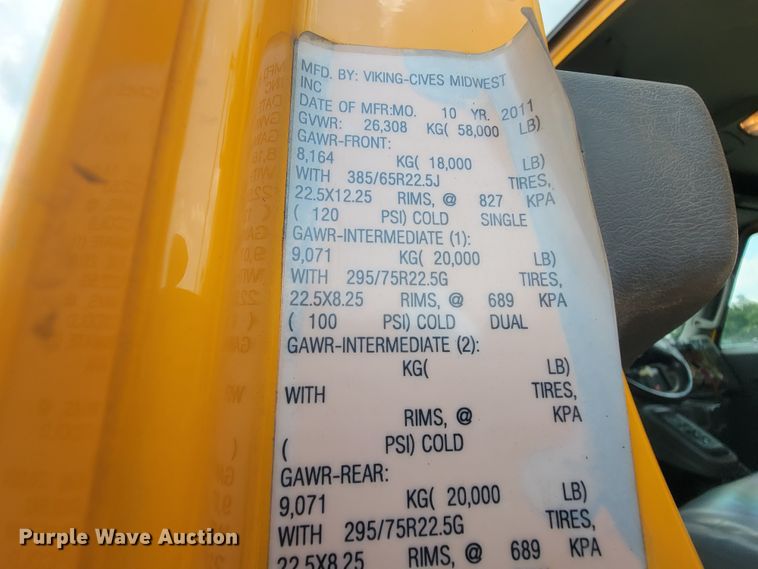 MFD. BY: VIKING-CIVES MIDWEST
INC
DATE OF MFR:MO. 10 YR. 2011
GVWR: 26,308 KG( 58,000 LB)
GAWR-FRONT:
8,164 KG( 18,000 LB)
WITH 385/65R22.5J TIRES,
22.5X12.25 RIMS, @ 827 KPA
( 120 PSI) COLD SINGLE
GAWR-INTERMEDIATE (1):
9,071 KG( 20,000 LB)
WITH 295/75R22.5G TIRES,
22.5X8.25 RIMS, @ 689 KPA
( 100 PSI) COLD DUAL
GAWR-INTERMEDIATE (2):
KG( LB)
WITH TIRES,
RIMS, @ KPA
( PSI) COLD
GAWR-REAR:
9,071 KG( 20,000 LB)
WITH 295/75R22.5G TIRES,
22.5X8.25 RIMS, @ 689 KPA
Purple Wave Auction